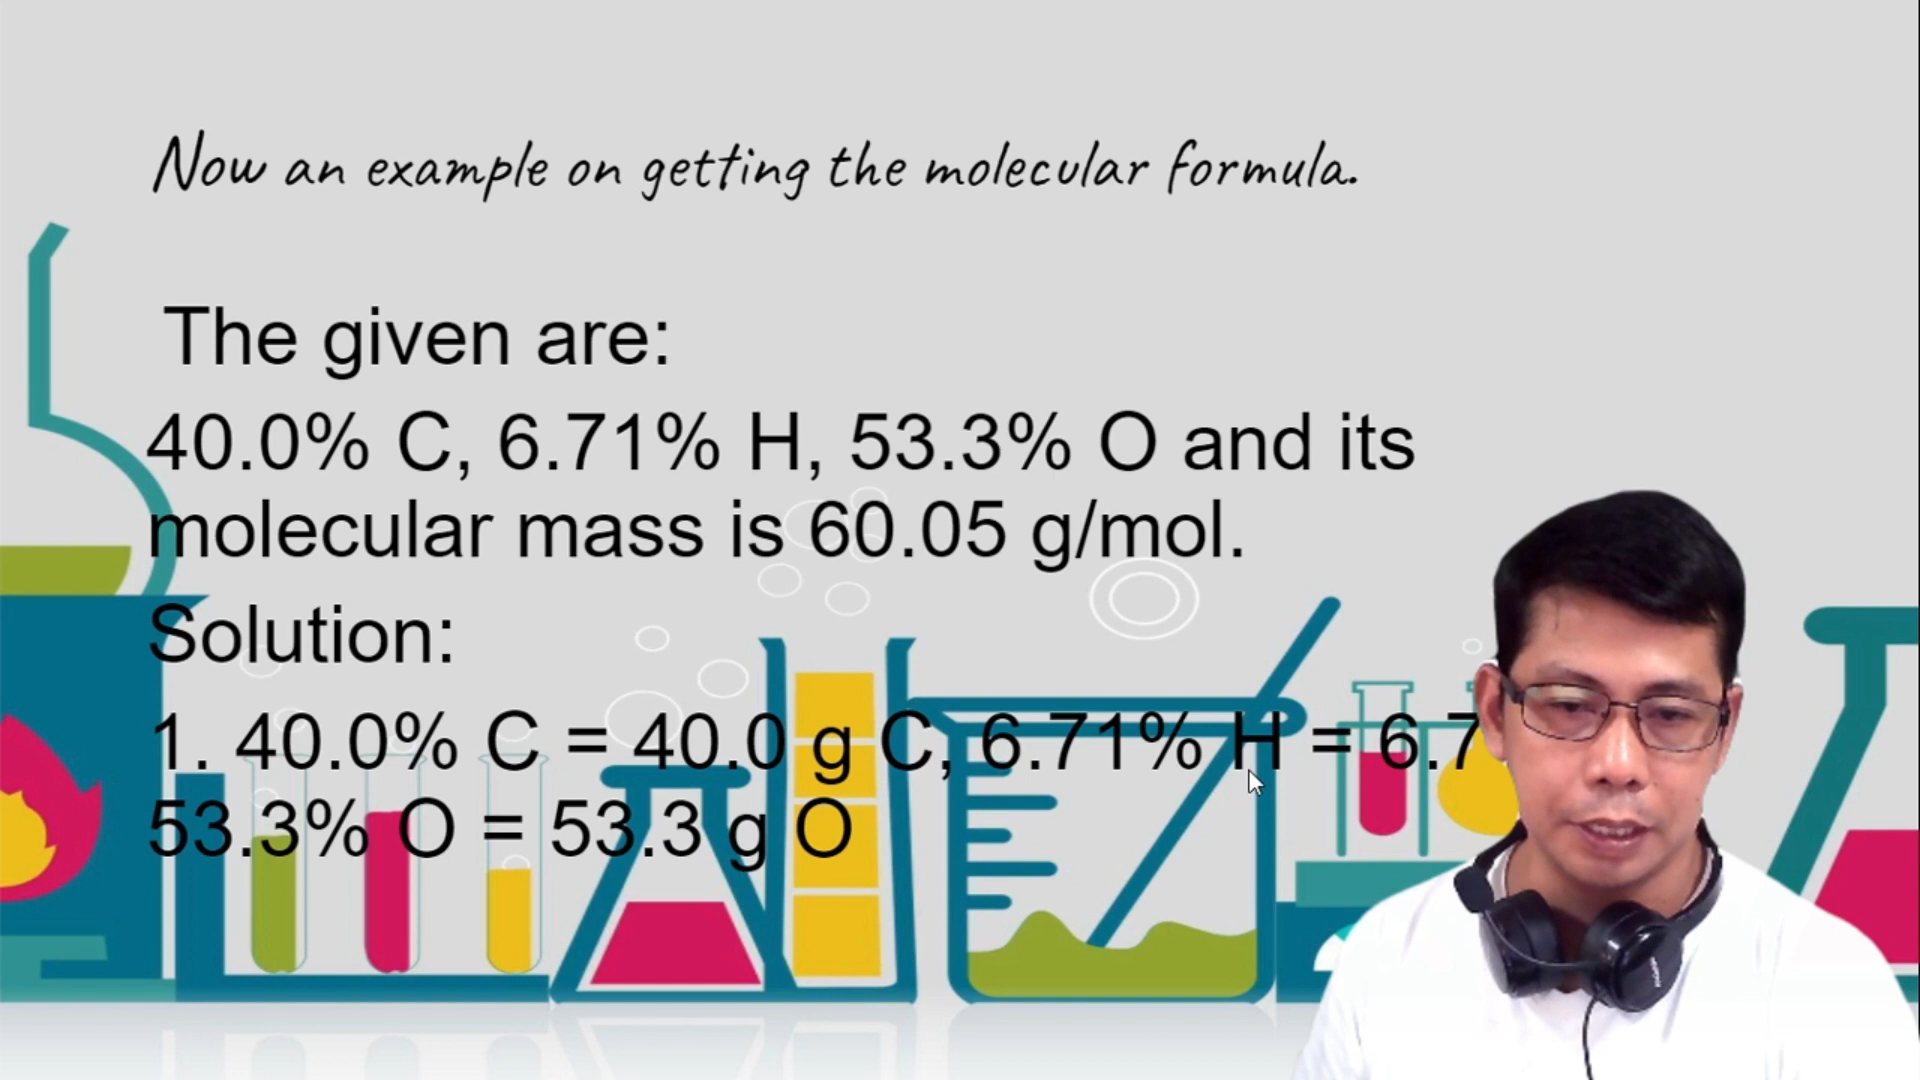 Now an example on getting the molecular formula.
The given are:
40.0% C, 6.71% H, 53.3% O and its
molecular mass is 60.05 g/mol.
Solution:
1. 40.0% C = 40.0 g C, 6.71% H = 6.7
53.3% O = 53.3 g O